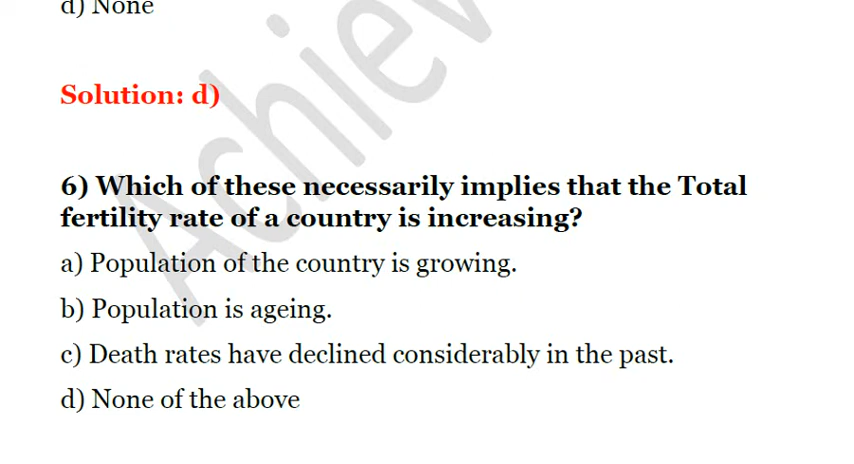 d) None
Solution: d)
6) Which of these necessarily implies that the Total
fertility rate of a country is increasing?
a) Population of the country is growing.
b) Population is ageing.
c) Death rates have declined considerably in the past.
d) None of the above
Achiev